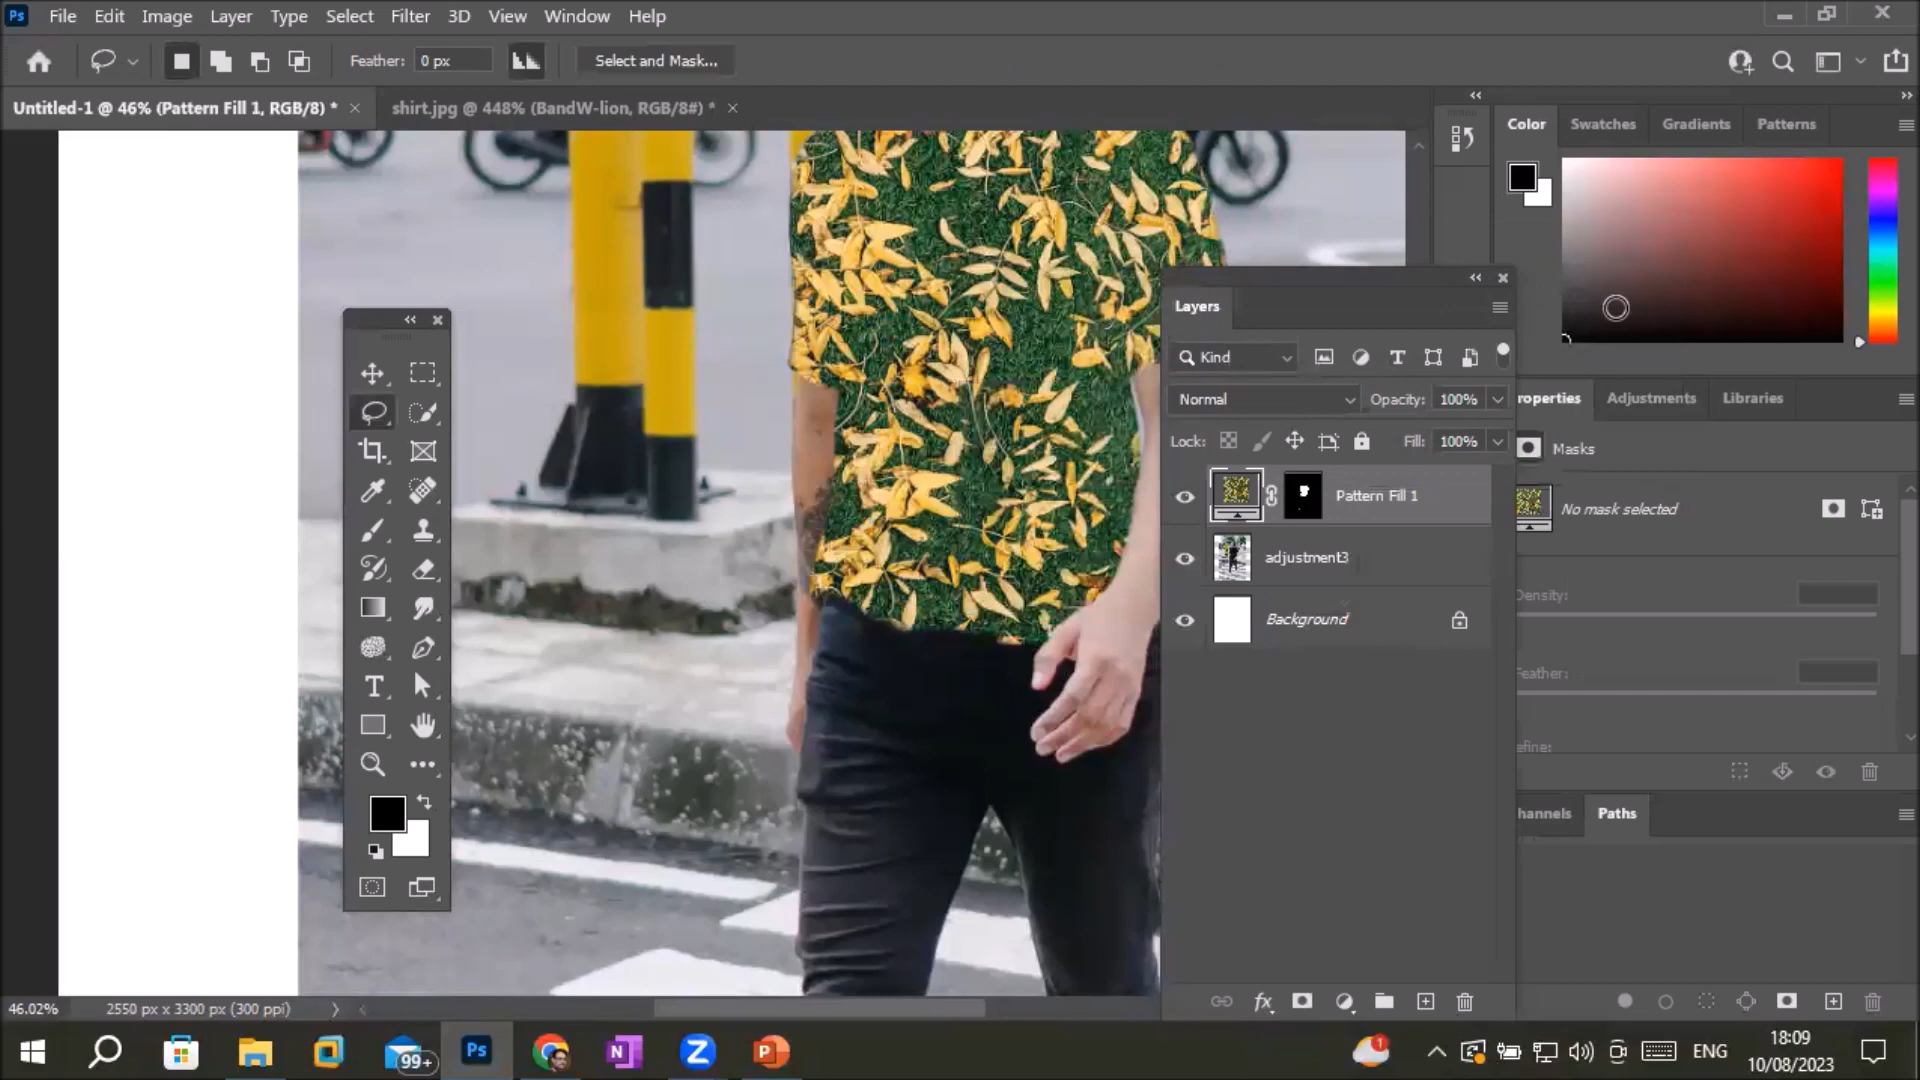 Ps File Edit Image Layer Type Select Filter 3D View Window Help
Feather: 0 px Select and Mask...
Untitled-1 @ 46% (Pattern Fill 1, RGB/8) *
shirt.jpg @ 448% (BandW-lion, RGB/8#) *
Color Swatches Gradients Patterns
Layers
Kind
Normal Opacity: 100%
Lock: Fill: 100%
Pattern Fill 1
adjustment3
Background
roperties Adjustments Libraries
Masks
No mask selected
Density:
Feather:
efine:
hannels Paths
46.02% 2550 px x 3300 px (300 ppi)
99+ Ps N Z P 1 ENG
18:09
10/08/2023